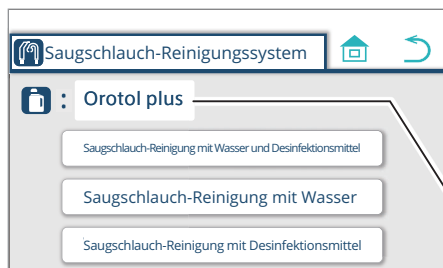 Saugschlauch-Reinigungssystem
: Orotol plus
Saugschlauch-Reinigung mit Wasser und Desinfektionsmittel
Saugschlauch-Reinigung mit Wasser
Saugschlauch-Reinigung mit Desinfektionsmittel